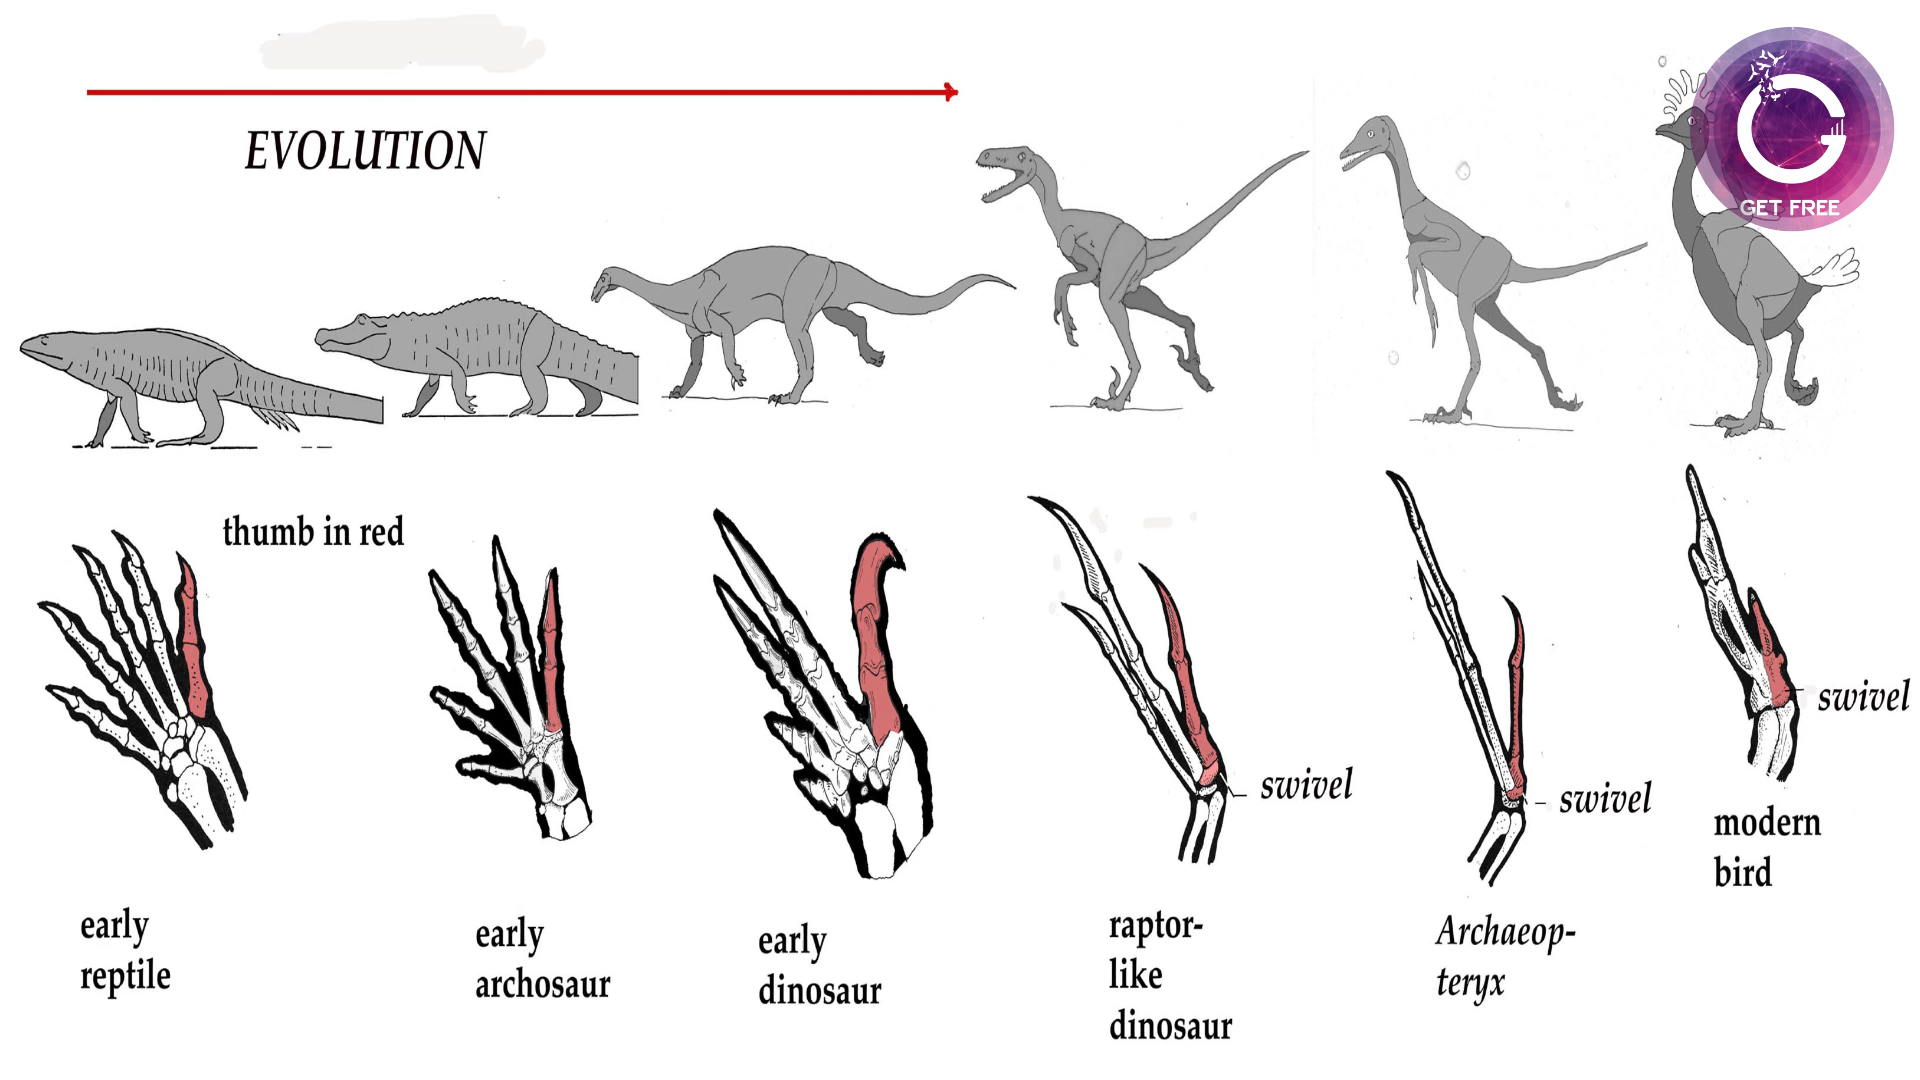 GET FREE
EVOLUTION
thumb in red
swivel
swivel
swivel
early
reptile
early
archosaur
early
dinosaur
raptor-
like
dinosaur
Archaeop-
teryx
modern
bird